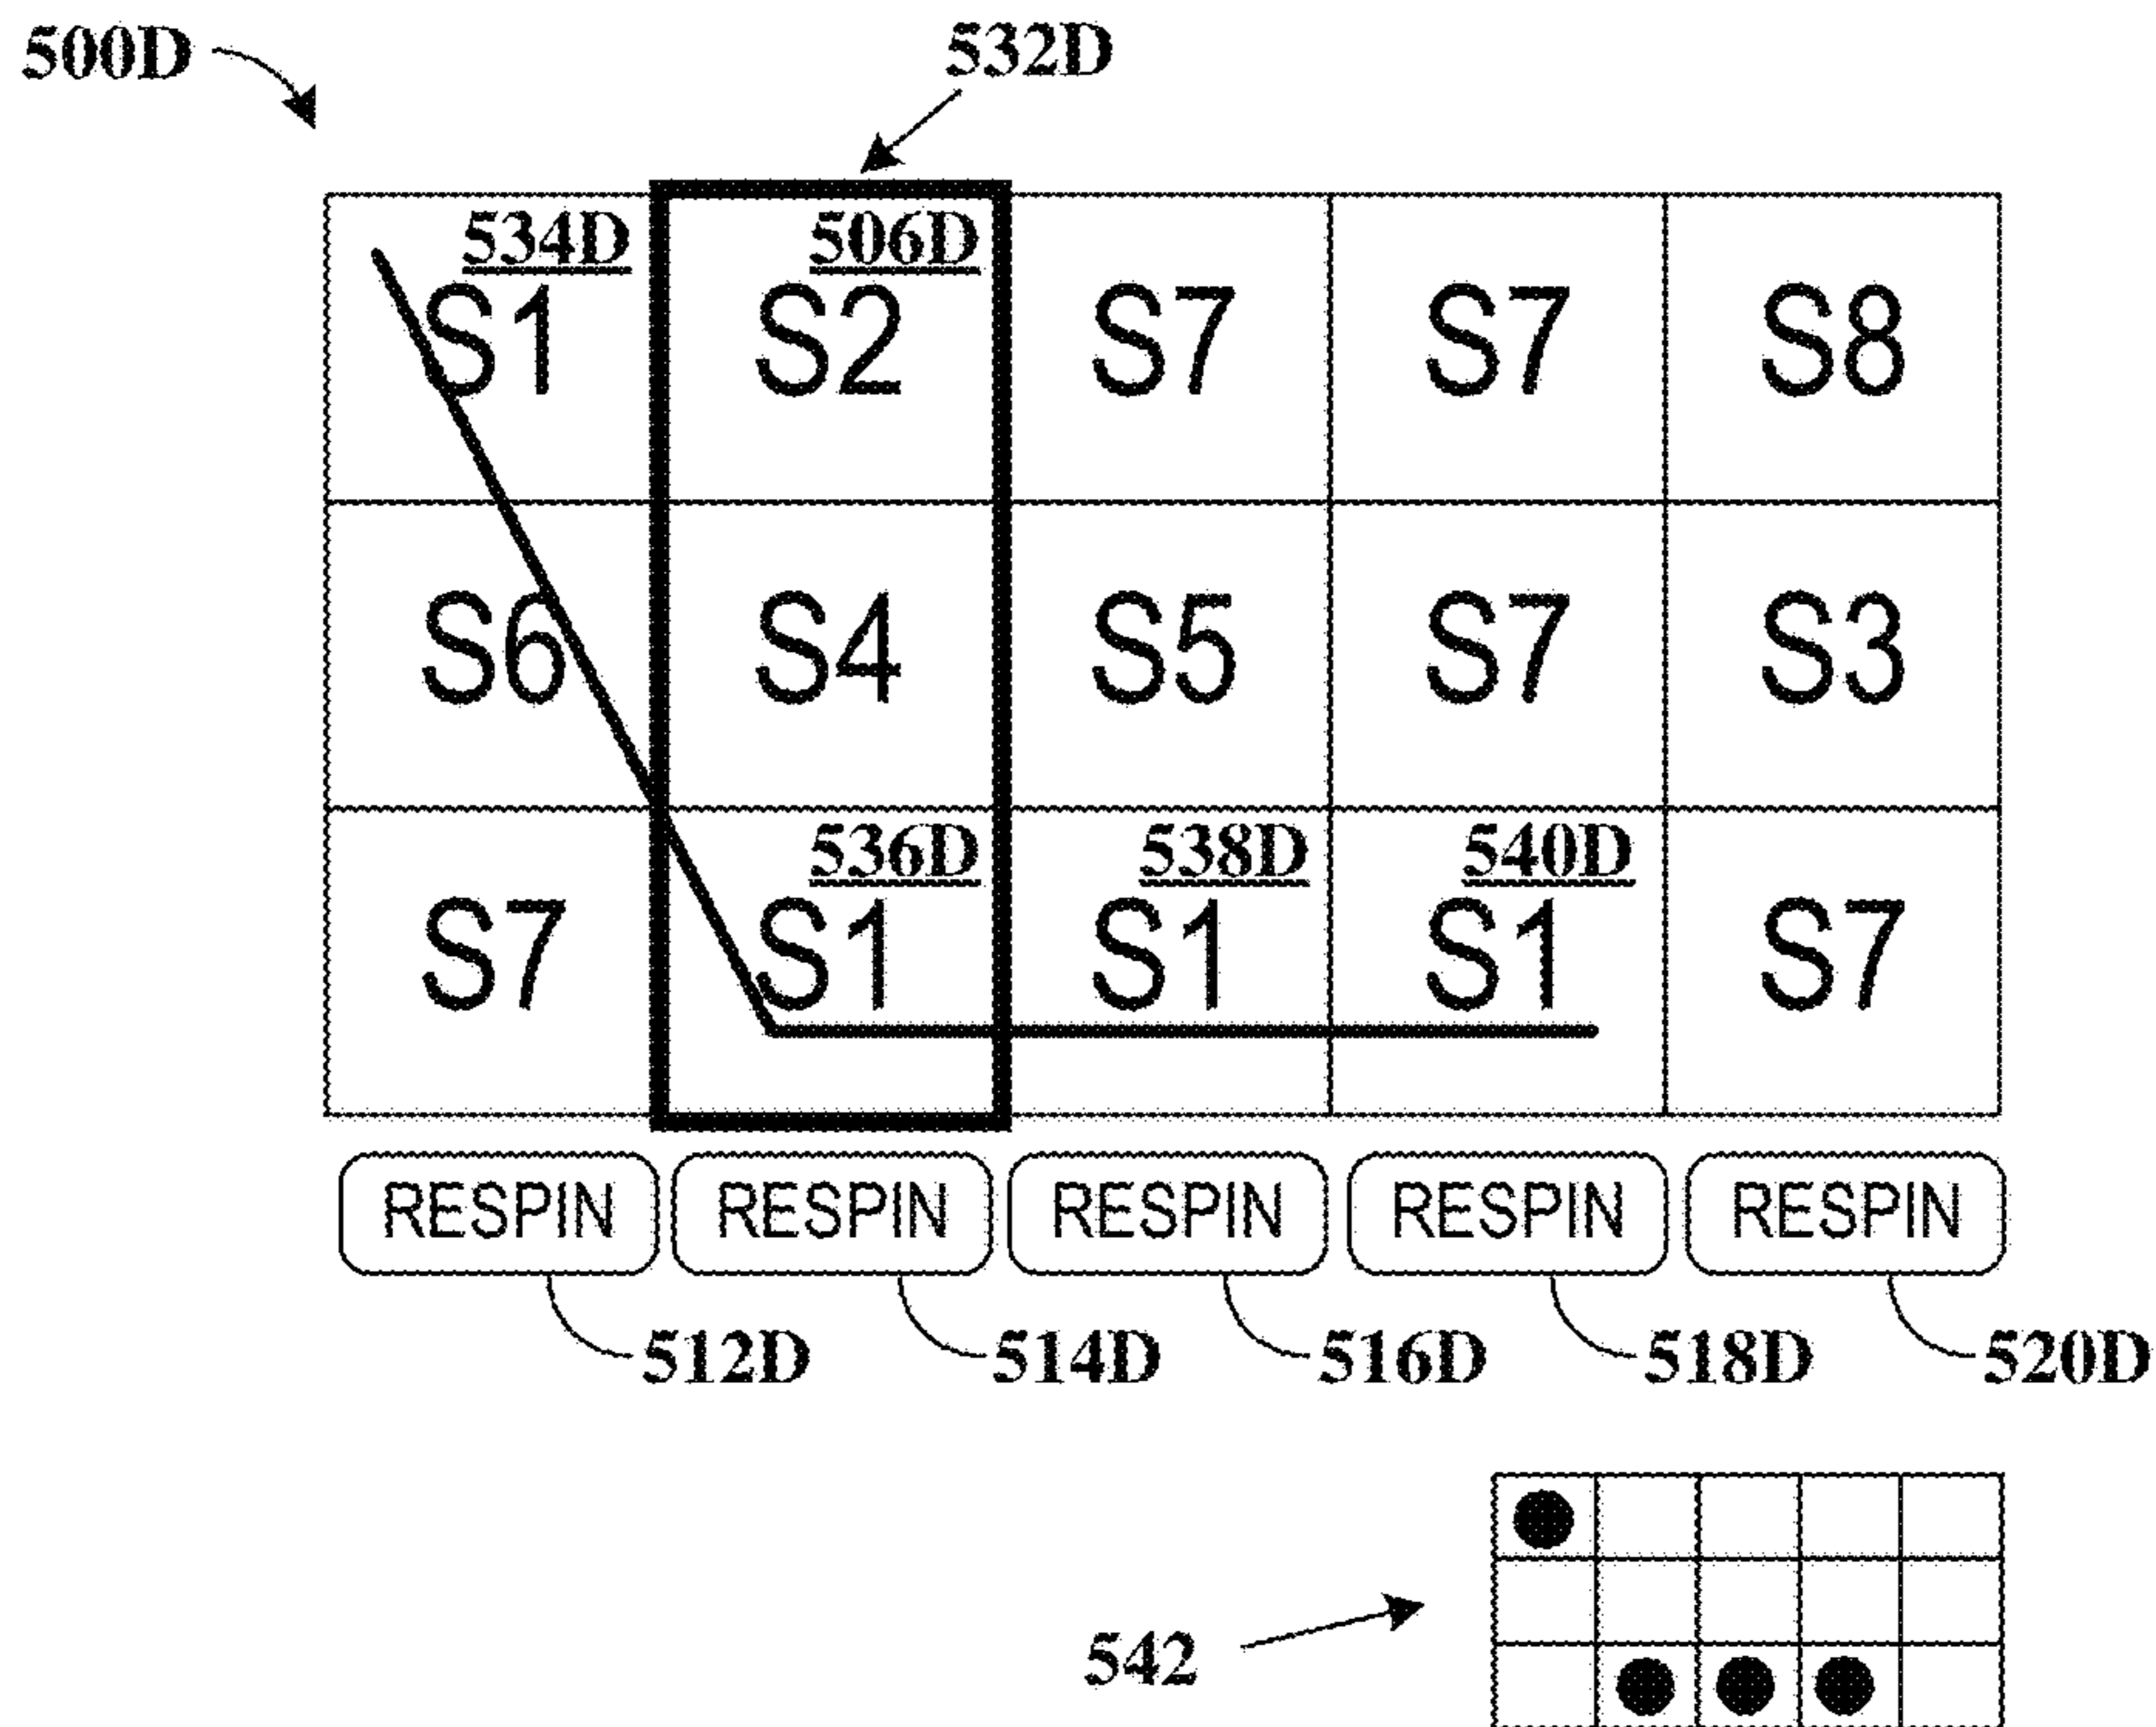 500D 532D
534D 506D
S1 S2 S7 S7 S8
S6 S4 S5 S7 S3
536D 538D 540D
S7 S1 S1 S1 S7
RESPIN RESPIN RESPIN RESPIN RESPIN
512D 514D 516D 518D 520D
542